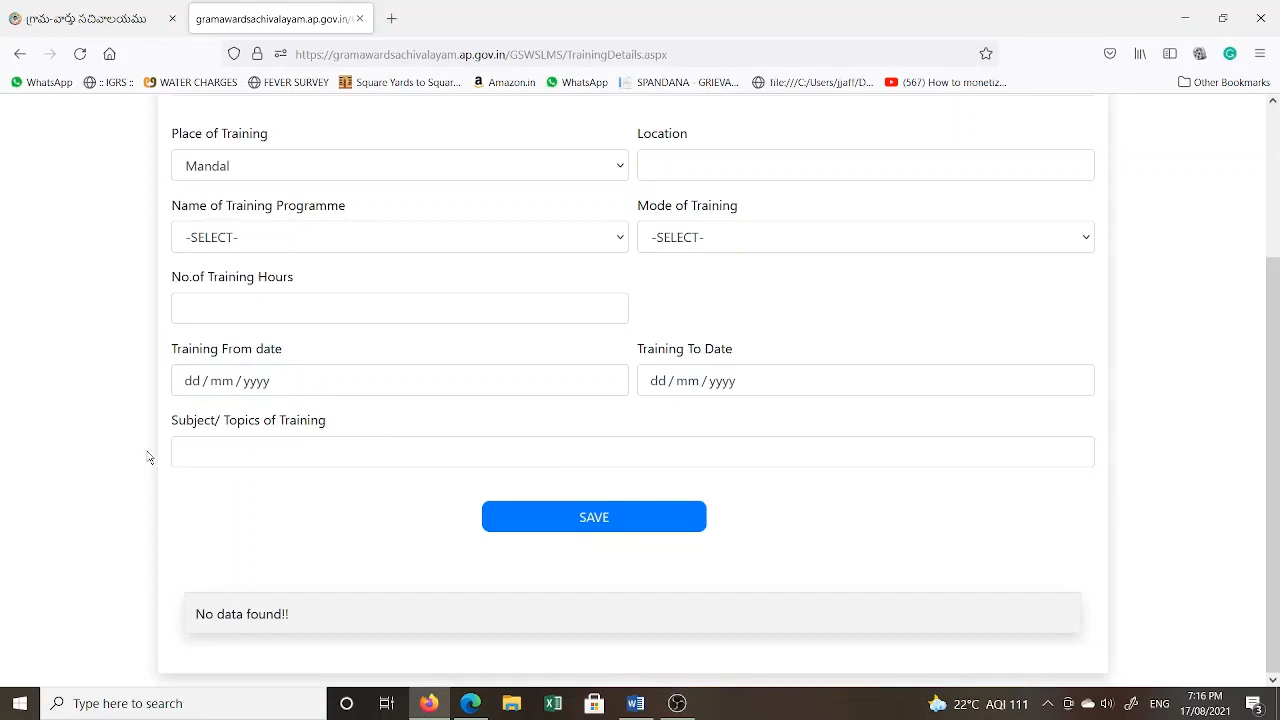 గ్రామ-వార్డు సచివాలయము
gramawardsachivalayam.ap.gov.in/
https://gramawardsachivalayam.ap.gov.in/GSWSLMS/TrainingDetails.aspx
WhatsApp :: IGRS :: WATER CHARGES FEVER SURVEY Square Yards to Squar... Amazon.in WhatsApp SPANDANA - GRIEVA... file:///C:/Users/jaff/D... (567) How to monetiz... Other Bookmarks
Place of Training Location
Mandal
Name of Training Programme Mode of Training
-SELECT- -SELECT-
No.of Training Hours
Training From date Training To Date
dd / mm / yyyy dd / mm / yyyy
Subject/ Topics of Training
SAVE
No data found!!
Type here to search
22°C AQI 111 ENG 7:16 PM
17/08/2021